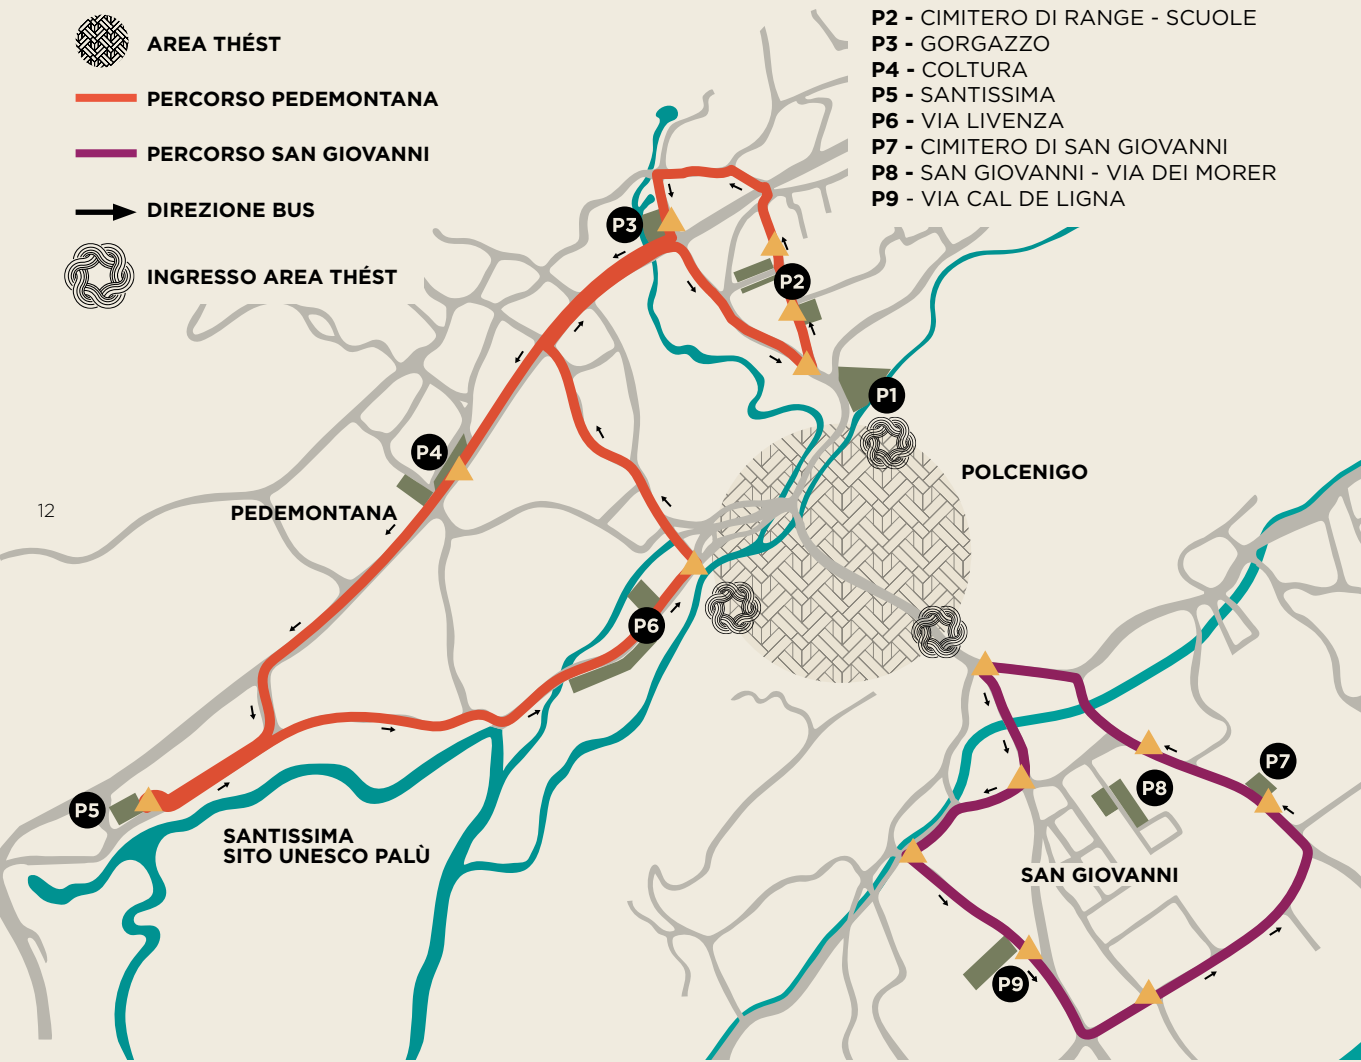 AREA THÉST
PERCORSO PEDEMONTANA
PERCORSO SAN GIOVANNI
DIREZIONE BUS
INGRESSO AREA THÉST
P2 - CIMITERO DI RANGE - SCUOLE
P3 - GORGAZZO
P4 - COLTURA
P5 - SANTISSIMA
P6 - VIA LIVENZA
P7 - CIMITERO DI SAN GIOVANNI
P8 - SAN GIOVANNI - VIA DEI MORER
P9 - VIA CAL DE LIGNA
P3
P2
P1
P4
POLCENIGO
12
PEDEMONTANA
P6
P7
P8
P5
SANTISSIMA
SITO UNESCO PALÙ
SAN GIOVANNI
P9